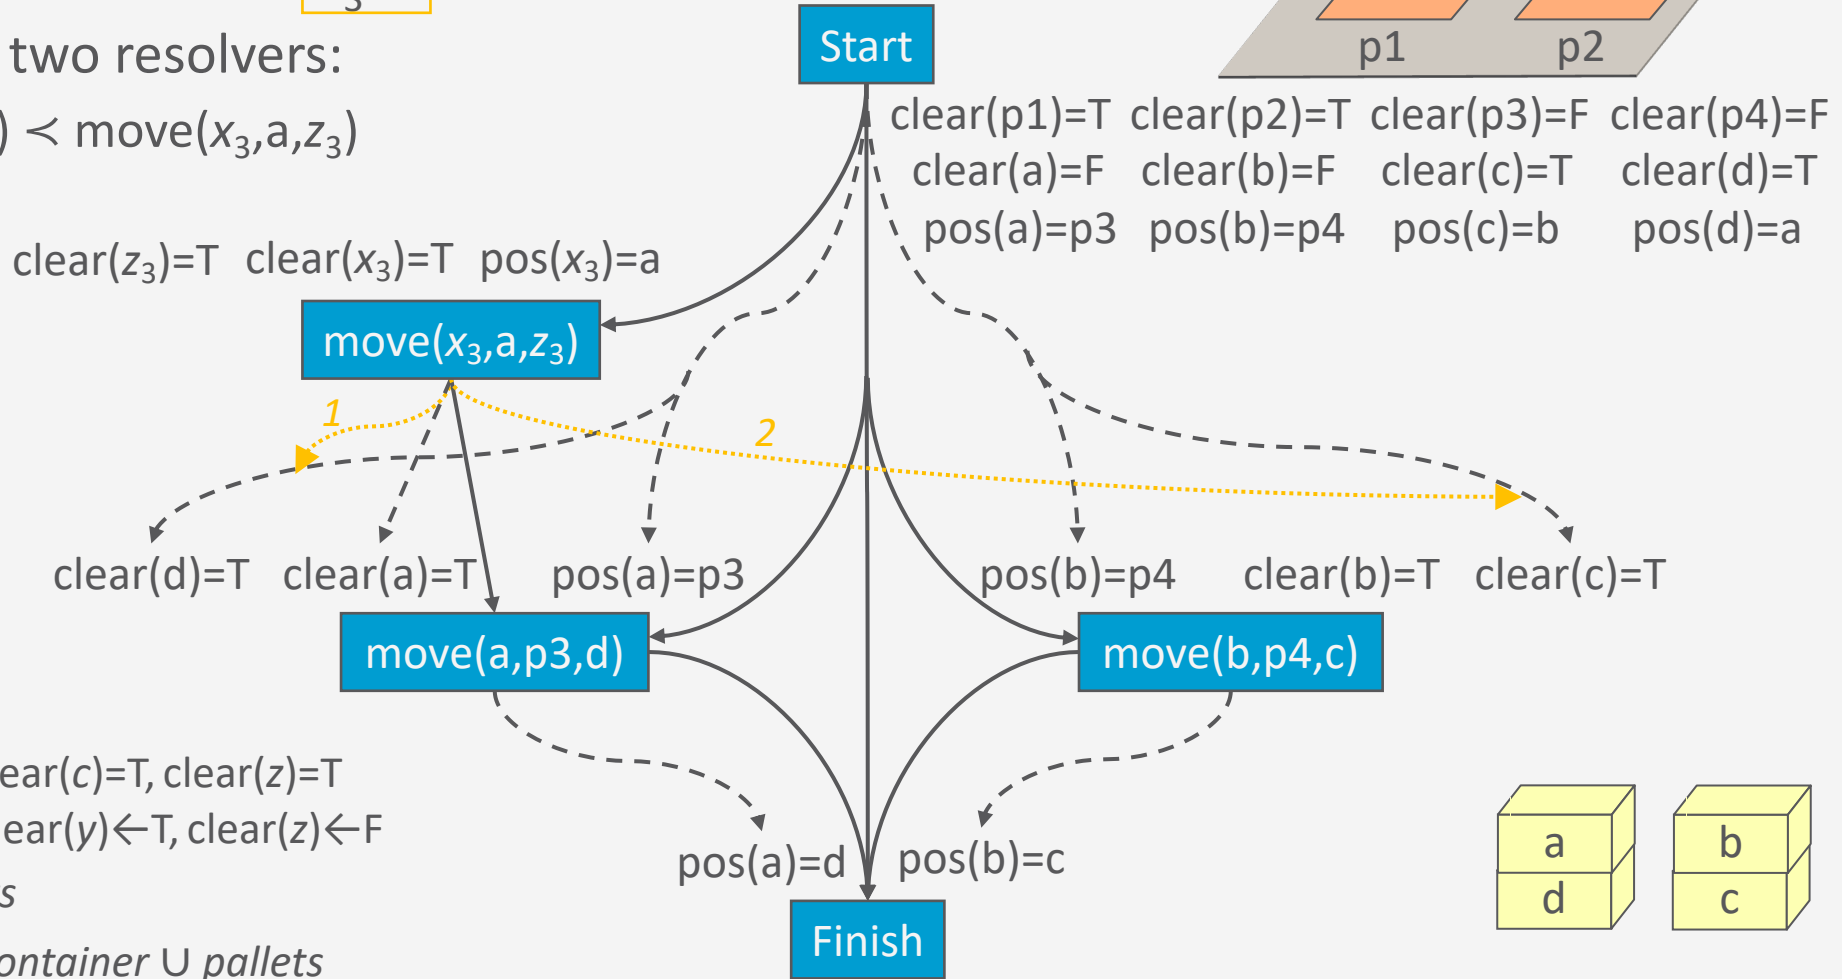 3
Start
p1 p2
two resolvers:
) ≺ move(x₃,a,z₃)
clear(p1)=T clear(p2)=T clear(p3)=F clear(p4)=F
clear(a)=F clear(b)=F clear(c)=T clear(d)=T
pos(a)=p3 pos(b)=p4 pos(c)=b pos(d)=a
clear(z₃)=T clear(x₃)=T pos(x₃)=a
move(x₃,a,z₃)
1
2
clear(d)=T clear(a)=T pos(a)=p3 pos(b)=p4 clear(b)=T clear(c)=T
move(a,p3,d) move(b,p4,c)
ear(c)=T, clear(z)=T
ear(y)←T, clear(z)←F
s
ontainer ∪ pallets
pos(a)=d pos(b)=c
Finish
a b
d c